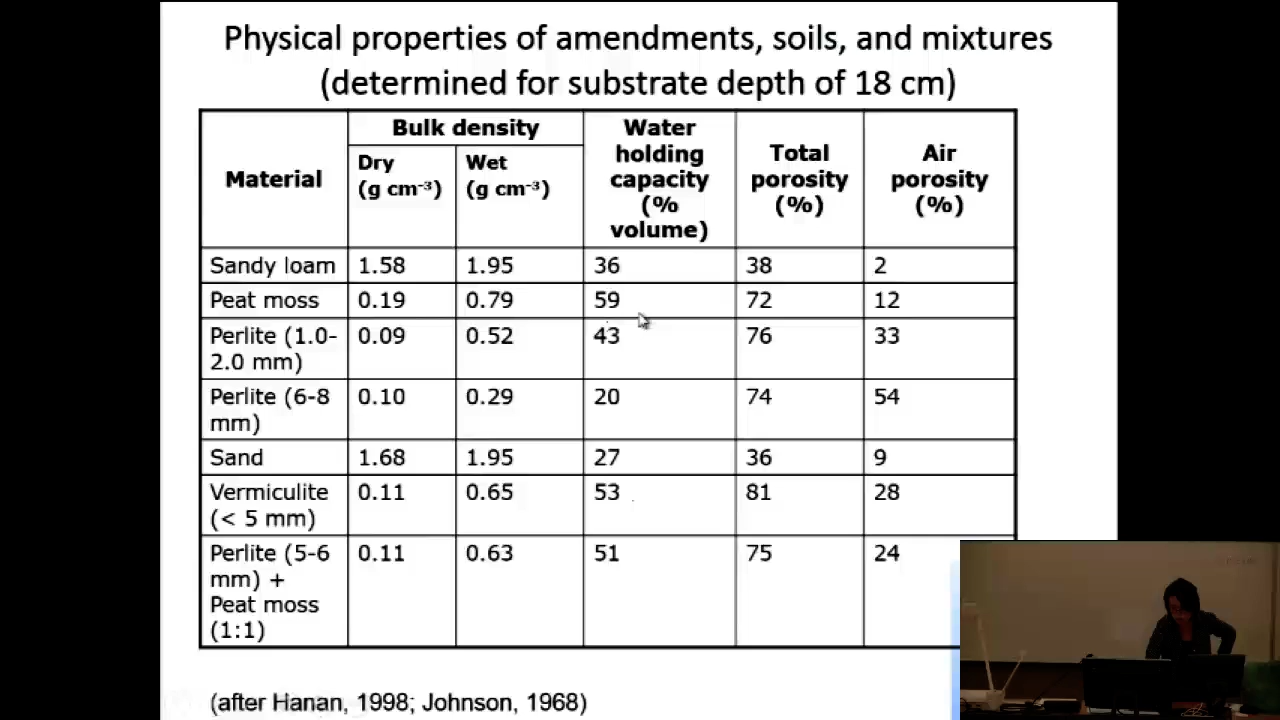 Physical properties of amendments, soils, and mixtures
(determined for substrate depth of 18 cm)
Material | Bulk density | Water holding capacity (% volume) | Total porosity (%) | Air porosity (%)
Dry (g cm⁻³) | Wet (g cm⁻³)
Sandy loam | 1.58 | 1.95 | 36 | 38 | 2
Peat moss | 0.19 | 0.79 | 59 | 72 | 12
Perlite (1.0-2.0 mm) | 0.09 | 0.52 | 43 | 76 | 33
Perlite (6-8 mm) | 0.10 | 0.29 | 20 | 74 | 54
Sand | 1.68 | 1.95 | 27 | 36 | 9
Vermiculite (< 5 mm) | 0.11 | 0.65 | 53 | 81 | 28
Perlite (5-6 mm) + Peat moss (1:1) | 0.11 | 0.63 | 51 | 75 | 24
(after Hanan, 1998; Johnson, 1968)